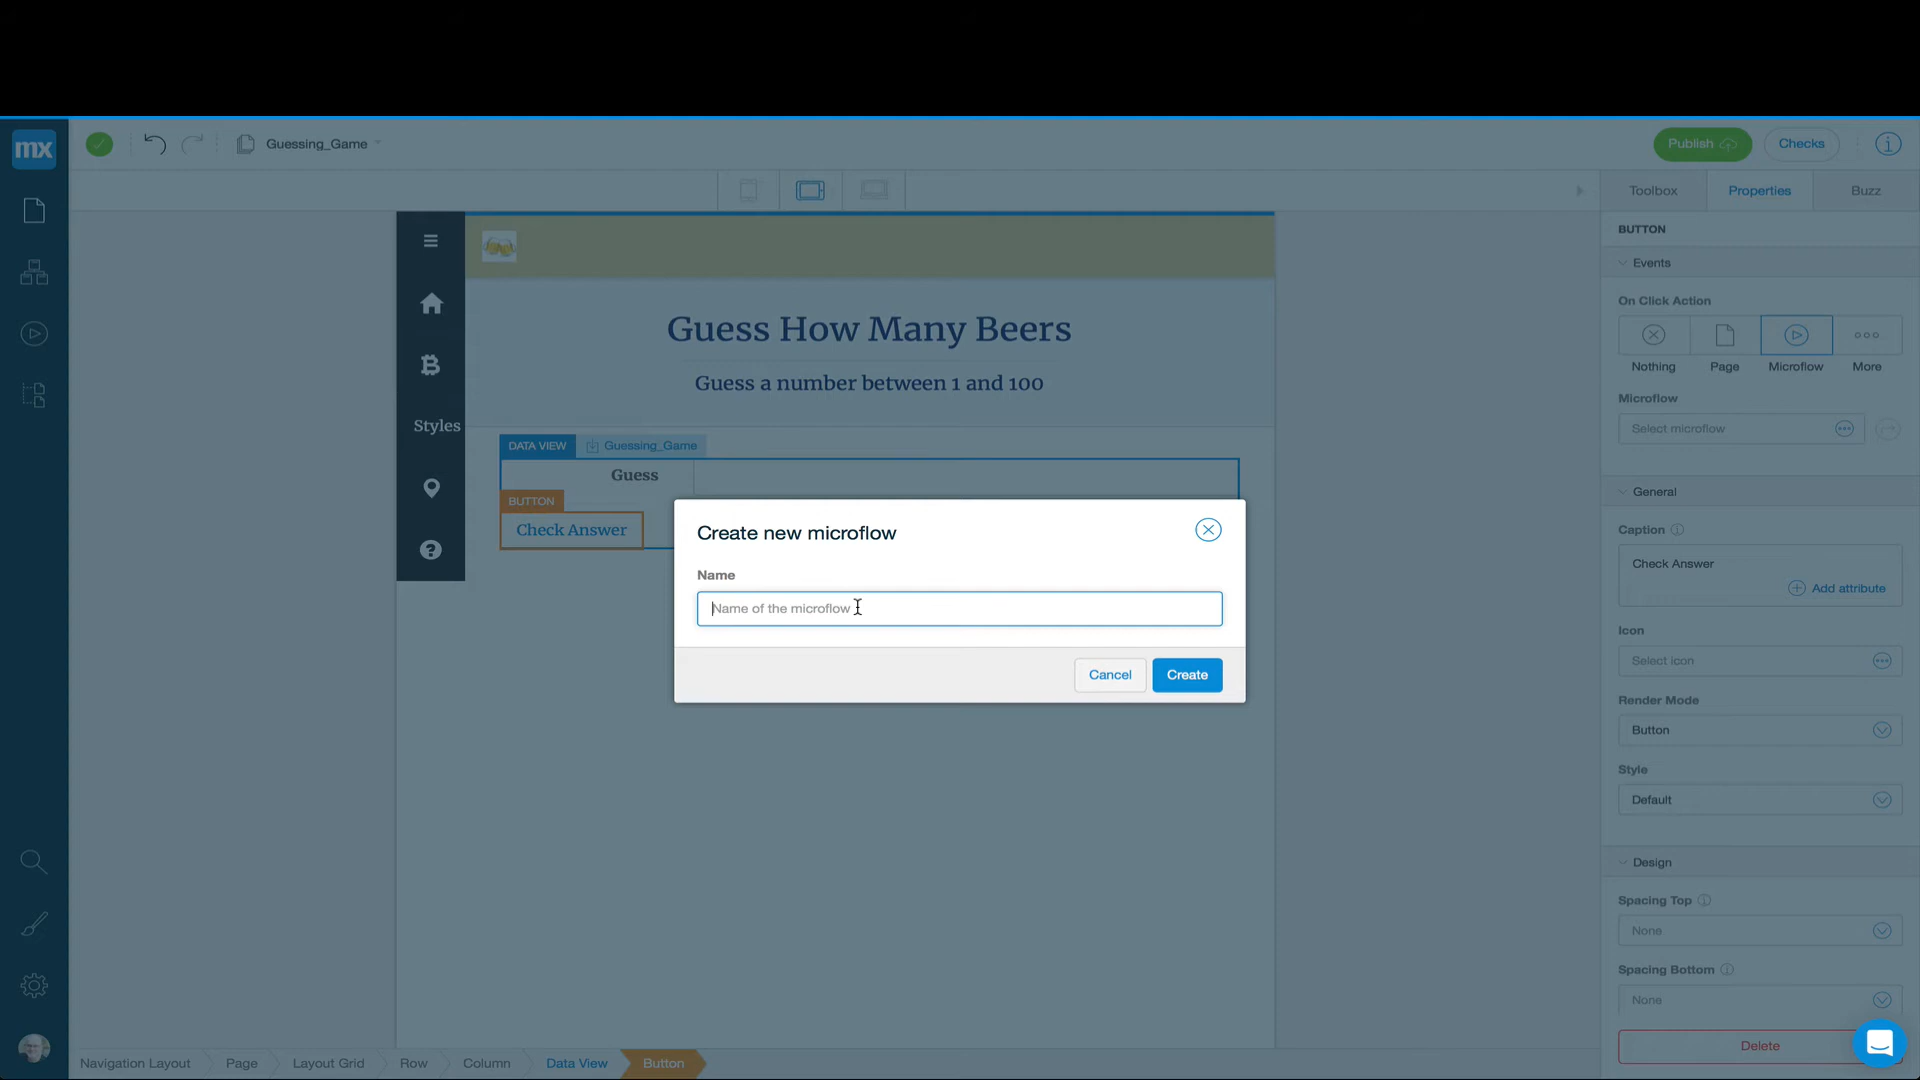 mx
Guessing_Game
Publish
Checks
Toolbox
Properties
Buzz
BUTTON
Events
On Click Action
Nothing
Page
Microflow
More
Microflow
Select microflow
General
Caption
Check Answer
Add attribute
Icon
Select icon
Render Mode
Button
Style
Default
Design
Spacing Top
None
Spacing Bottom
None
Delete
Styles
Guess How Many Beers
Guess a number between 1 and 100
DATA VIEW
Guessing_Game
Guess
BUTTON
Check Answer
Create new microflow
Name
Name of the microflow
Cancel
Create
Navigation Layout
Page
Layout Grid
Row
Column
Data View
Button